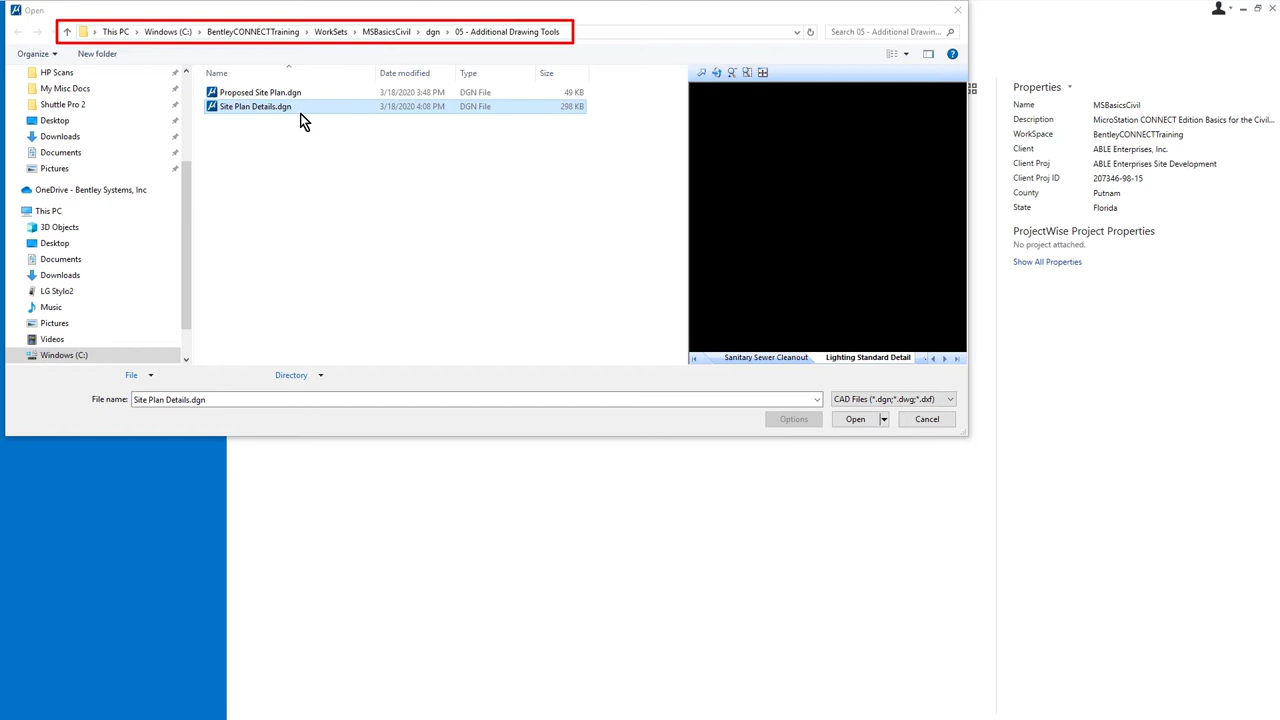 Open
This PC > Windows (C:) > BentleyCONNECTTraining > WorkSets > MSBasicsCivil > dgn > 05 - Additional Drawing Tools
Search 05 - Additional Drawin...
Organize
New folder
HP Scans
My Misc Docs
Shuttle Pro 2
Desktop
Downloads
Documents
Pictures
OneDrive - Bentley Systems, Inc
This PC
3D Objects
Desktop
Documents
Downloads
LG Stylo2
Music
Pictures
Videos
Windows (C:)
Name Date modified Type Size
Proposed Site Plan.dgn 3/18/2020 3:48 PM DGN File 49 KB
Site Plan Details.dgn 3/18/2020 4:08 PM DGN File 298 KB
Sanitary Sewer Cleanout Lighting Standard Detail
File Directory
File name: Site Plan Details.dgn CAD Files (*.dgn;*.dwg;*.dxf)
Options Open Cancel
Properties
Name MSBasicsCivil
Description MicroStation CONNECT Edition Basics for the Civil...
WorkSpace BentleyCONNECTTraining
Client ABLE Enterprises, Inc.
Client Proj ABLE Enterprises Site Development
Client Proj ID 207346-98-15
County Putnam
State Florida
ProjectWise Project Properties
No project attached.
Show All Properties